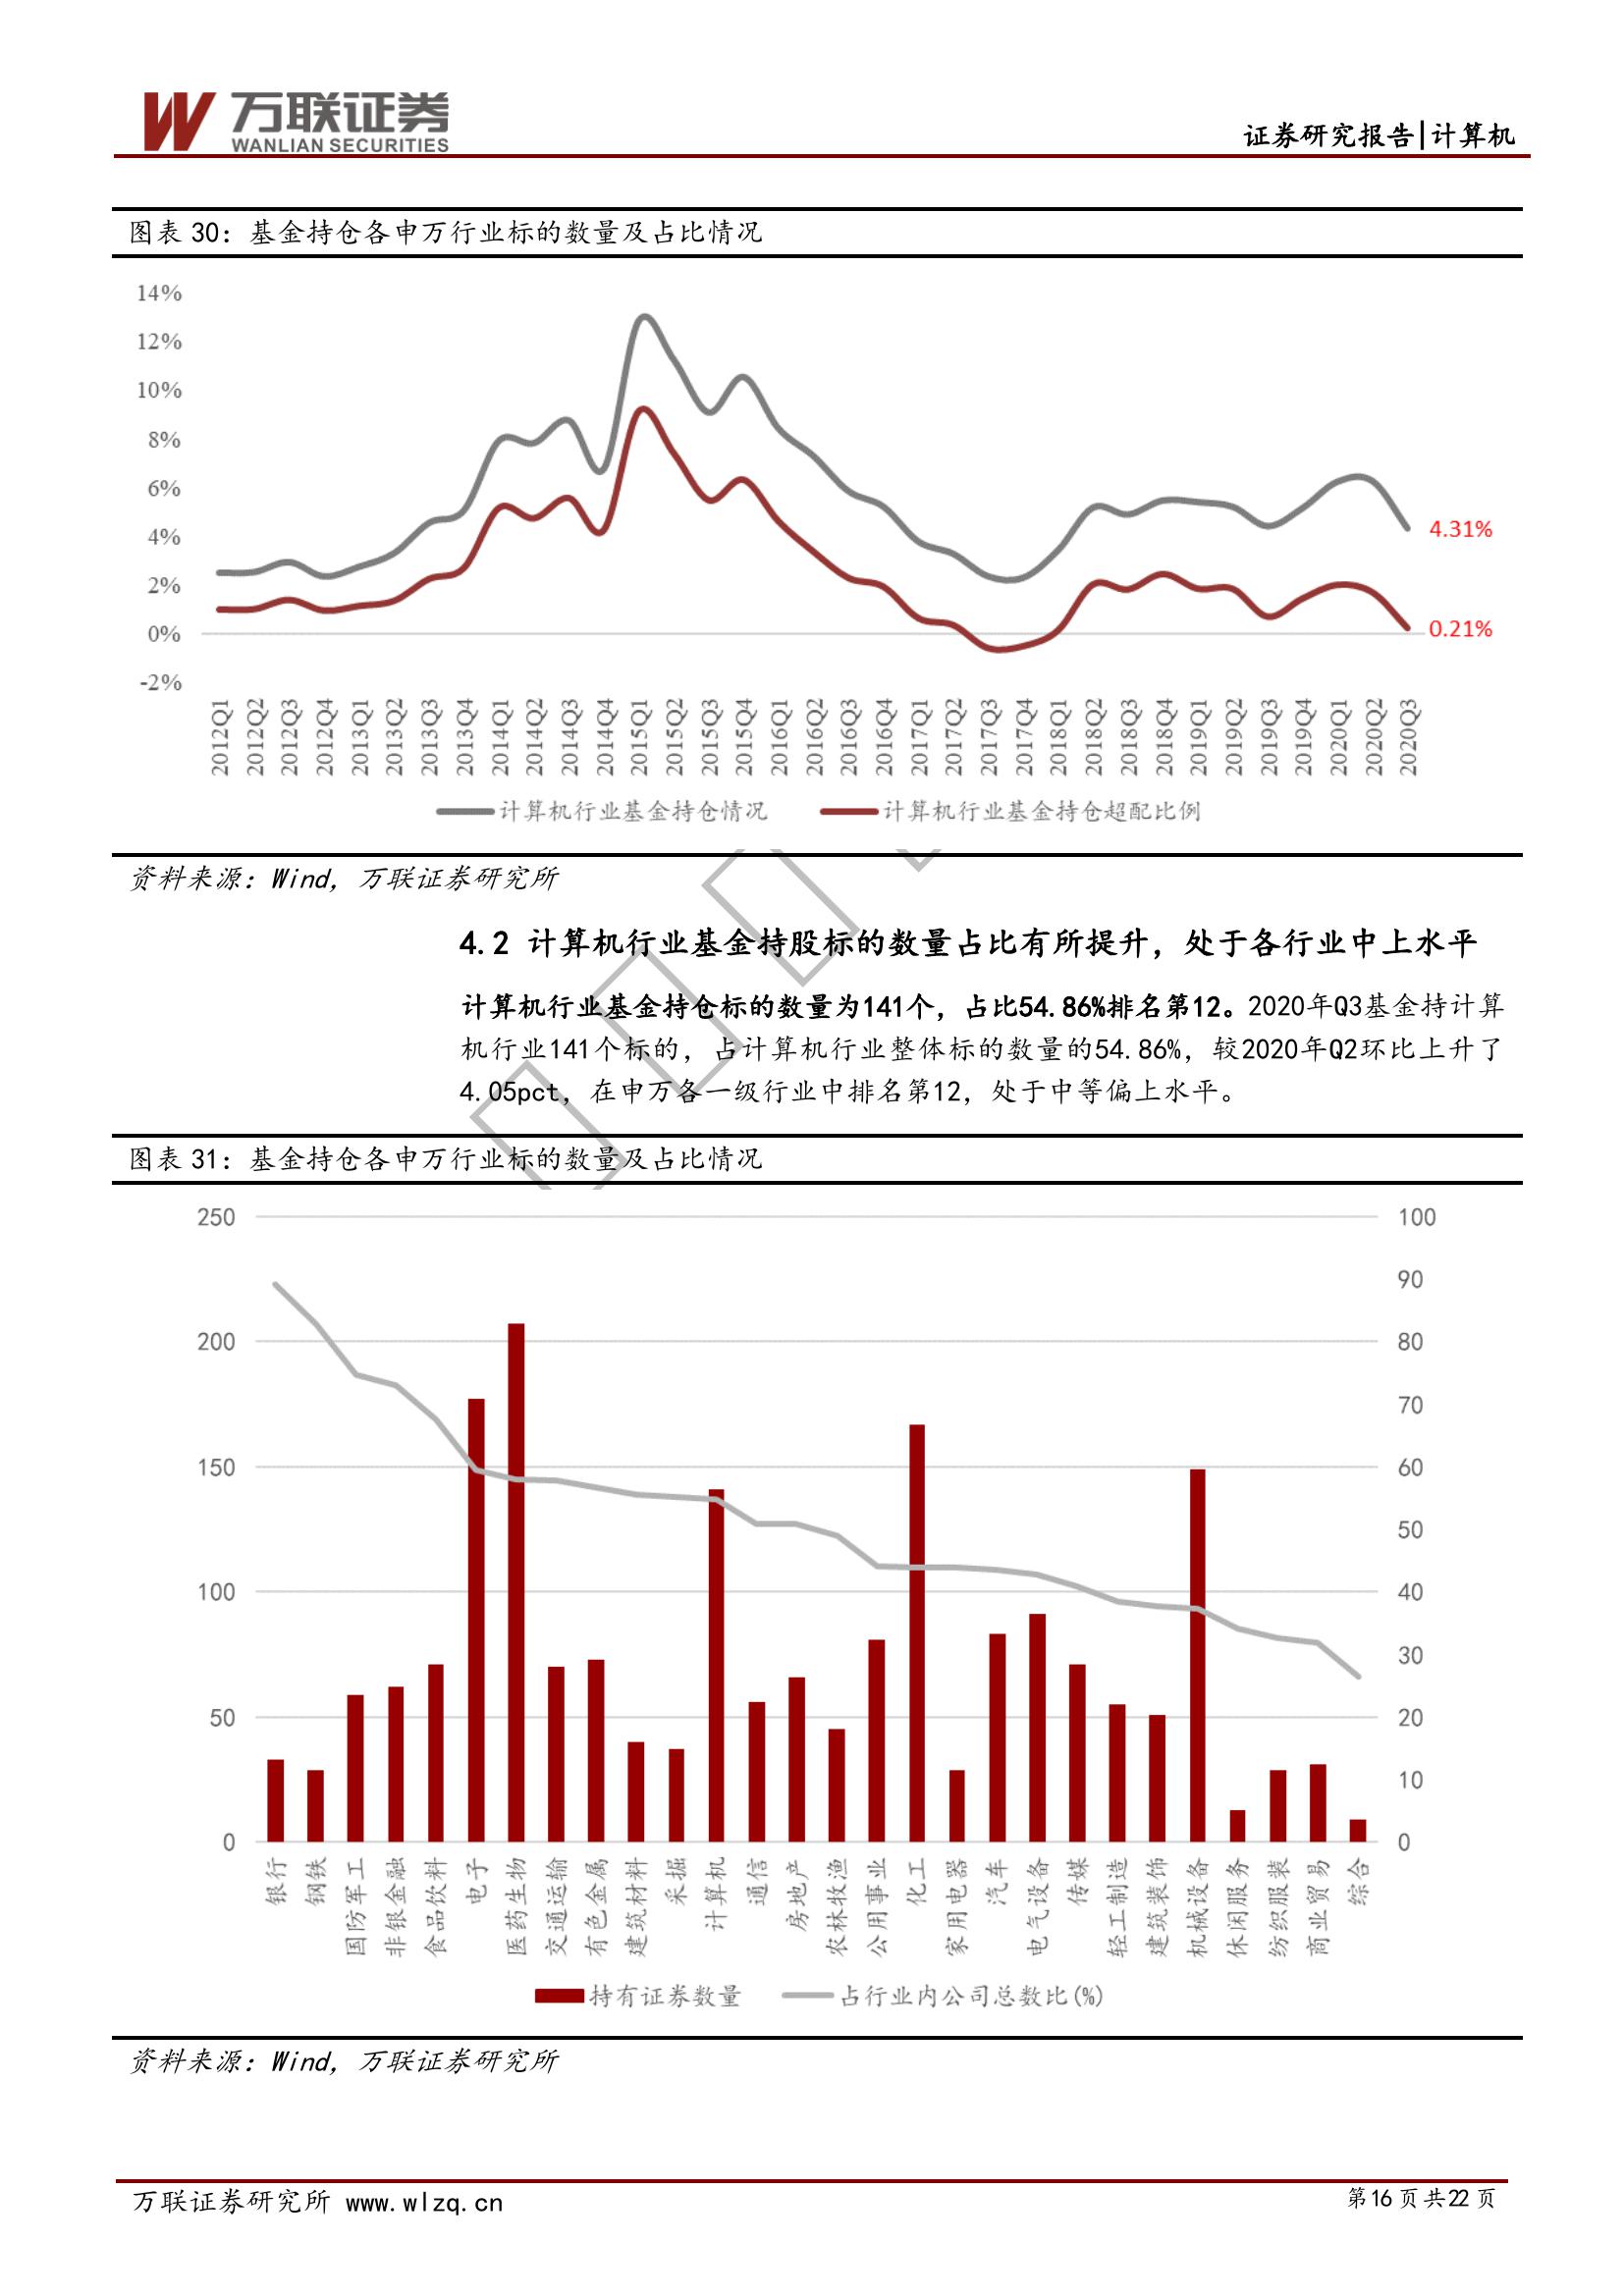 万联证券
WANLIAN SECURITIES
证券研究报告|计算机
图表 30：基金持仓各申万行业标的数量及占比情况
14%
12%
10%
8%
6%
4%
2%
0%
-2%
4.31%
0.21%
2012Q1 2012Q2 2012Q3 2012Q4 2013Q1 2013Q2 2013Q3 2013Q4 2014Q1 2014Q2 2014Q3 2014Q4 2015Q1 2015Q2 2015Q3 2015Q4 2016Q1 2016Q2 2016Q3 2016Q4 2017Q1 2017Q2 2017Q3 2017Q4 2018Q1 2018Q2 2018Q3 2018Q4 2019Q1 2019Q2 2019Q3 2019Q4 2020Q1 2020Q2 2020Q3
计算机行业基金持仓情况 计算机行业基金持仓超配比例
资料来源：Wind，万联证券研究所
4.2 计算机行业基金持股标的数量占比有所提升，处于各行业中上水平
计算机行业基金持仓标的数量为141个，占比54.86%排名第12。2020年Q3基金持计算
机行业141个标的，占计算机行业整体标的数量的54.86%，较2020年Q2环比上升了
4.05pct，在申万各一级行业中排名第12，处于中等偏上水平。
图表 31：基金持仓各申万行业标的数量及占比情况
250
200
150
100
50
0
100
90
80
70
60
50
40
30
20
10
0
银行 钢铁 国防军工 非银金融 食品饮料 电子 医药生物 交通运输 有色金属 建筑材料 采掘 计算机 通信 房地产 农林牧渔 公用事业 化工 家用电器 汽车 电气设备 传媒 轻工制造 建筑装饰 机械设备 休闲服务 纺织服装 商业贸易 综合
持有证券数量 占行业内公司总数比(%)
资料来源：Wind，万联证券研究所
万联证券研究所 www.wlzq.cn
第16页共22页